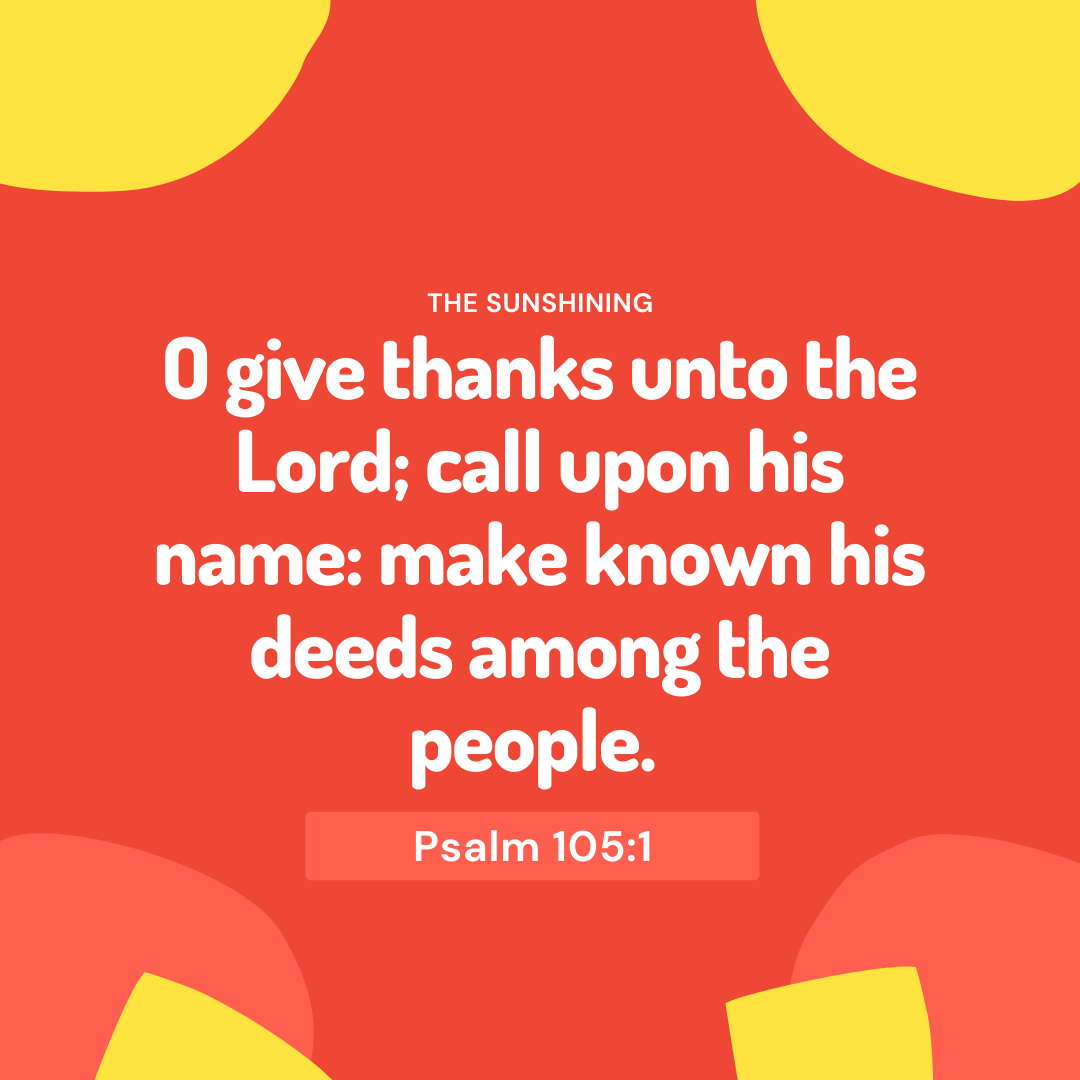 THE SUNSHINING
O give thanks unto the
Lord; call upon his
name: make known his
deeds among the
people.
Psalm 105:1